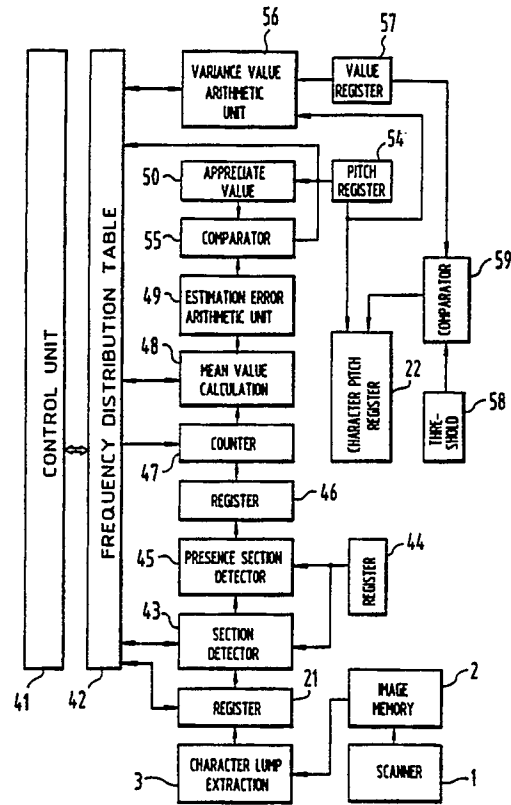 56
57
VARIANCE VALUE
ARITHMETIC
UNIT
VALUE
REGISTER
54
50
APPRECIATE
VALUE
PITCH
REGISTER
55
COMPARATOR
59
COMPARATOR
49
ESTIMATION ERROR
ARITHMETIC UNIT
48
MEAN VALUE
CALCULATION
CHARACTER PITCH
REGISTER
22
THRE-
SHOLD
58
COUNTER
47
REGISTER
46
CONTROL UNIT
FREQUENCY DISTRIBUTION TABLE
45
PRESENCE SECTION
DETECTOR
44
REGISTER
43
SECTION
DETECTOR
41
42
21
REGISTER
2
IMAGE
MEMORY
3
CHARACTER LUMP
EXTRACTION
SCANNER
1